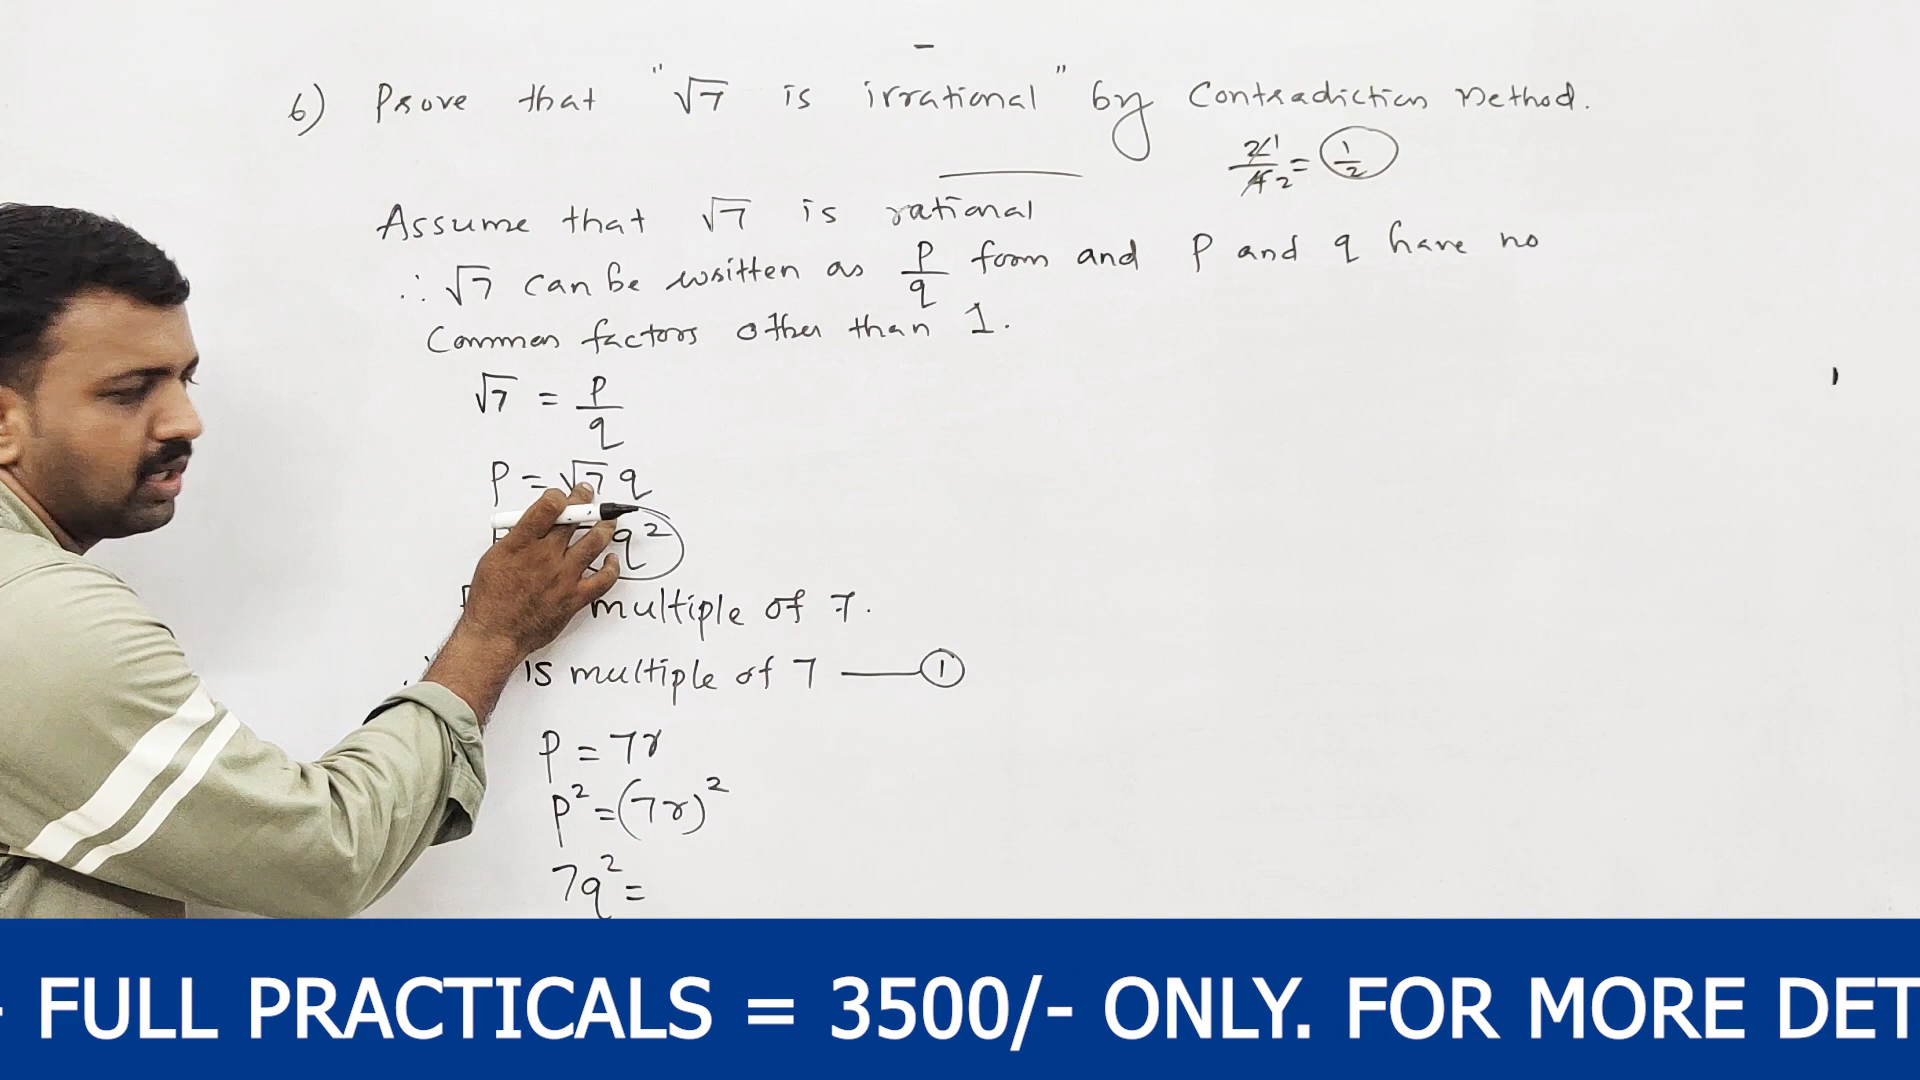 6) Prove that "√7 is irrational" by Contradiction Method.
2/4 1/2 = 1/2
Assume that √7 is rational
∴ √7 can be written as p/q form and p and q have no
Common factors other than 1.
√7 = p/q
p = √7 q
q²
multiple of 7.
is multiple of 7 —— ①
p = 7r
p² = (7r)²
7q² =
FULL PRACTICALS = 3500/- ONLY. FOR MORE DET